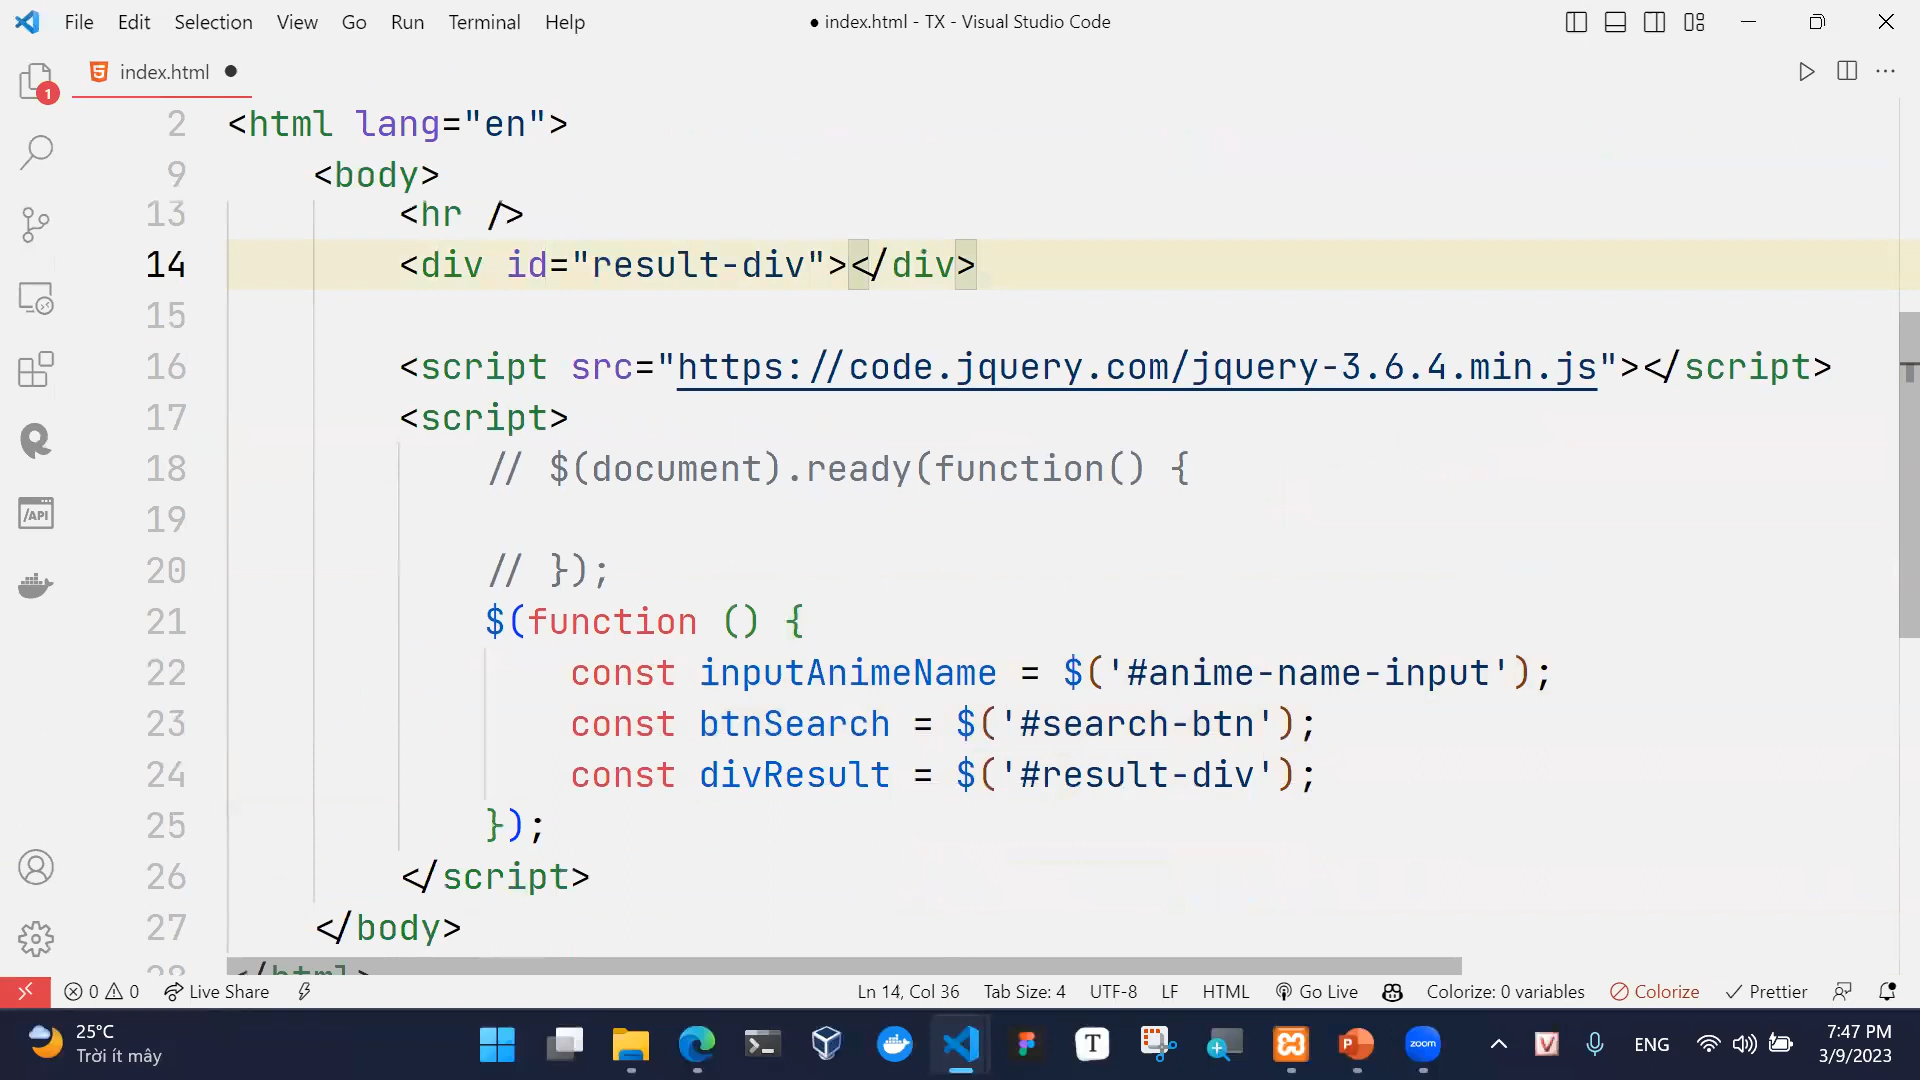 File Edit Selection View Go Run Terminal Help ● index.html - TX - Visual Studio Code
1
index.html ●
2 <html lang="en">
9 <body>
13 <hr />
14 <div id="result-div"></div>
15
16 <script src="https://code.jquery.com/jquery-3.6.4.min.js"></script>
17 <script>
18 // $(document).ready(function() {
19
20 // });
21 $(function () {
22 const inputAnimeName = $('#anime-name-input');
23 const btnSearch = $('#search-btn');
24 const divResult = $('#result-div');
25 });
26 </script>
27 </body>
28 </html>
/API
0 0 Live Share Ln 14, Col 36 Tab Size: 4 UTF-8 LF HTML Go Live Colorize: 0 variables Colorize Prettier
25°C
Trời ít mây
T
zoom
V
ENG
7:47 PM
3/9/2023